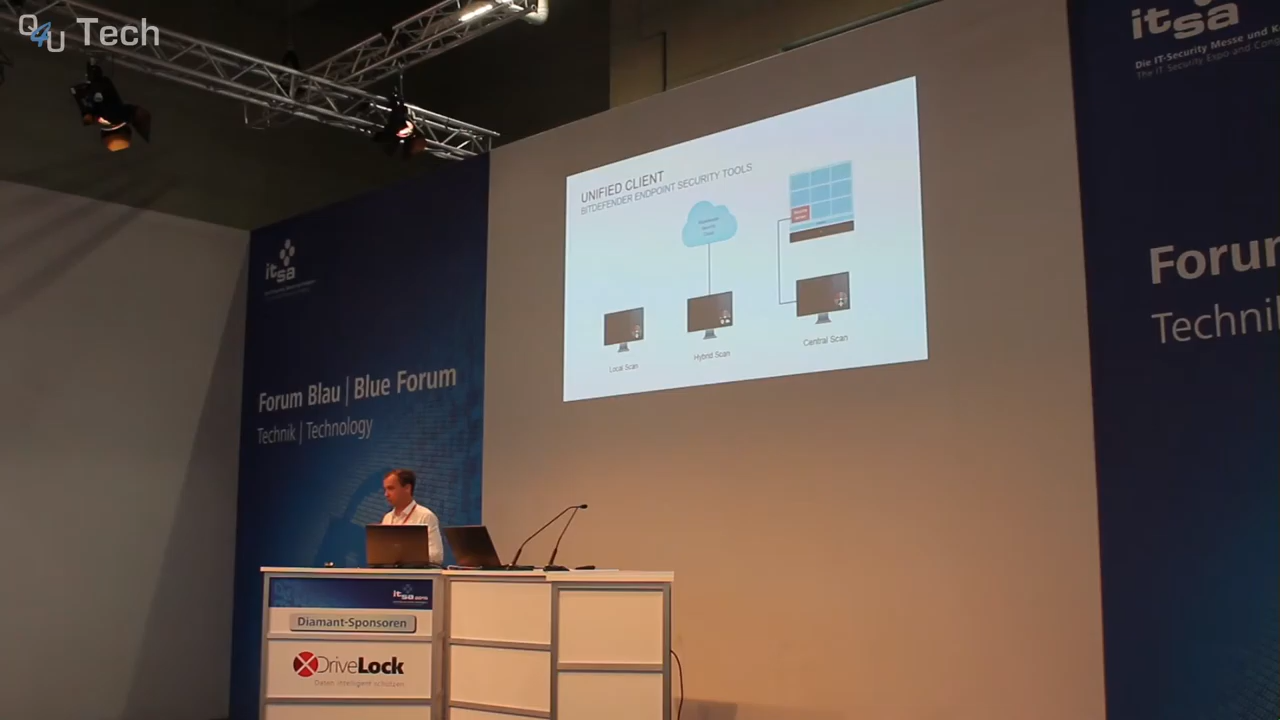 Q4U Tech
itsa
Die IT-Security Messe und K
The IT Security Expo and Con
UNIFIED CLIENT
BITDEFENDER ENDPOINT SECURITY TOOLS
Local Scan
Hybrid Scan
Central Scan
itsa
Forum Blau | Blue Forum
Technik | Technology
Forum
Techni
itsa
Diamant-Sponsoren
DriveLock
Daten intelligent schützen